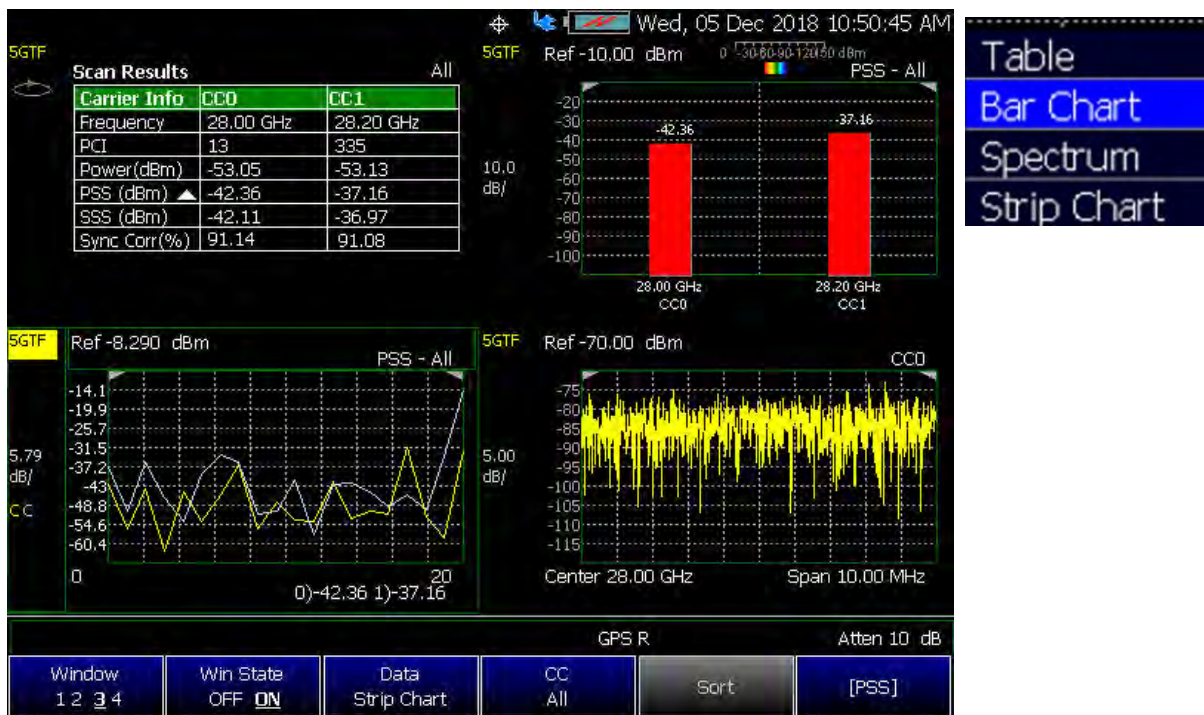 Wed, 05 Dec 2018 10:50:45 AM
5GTF
Scan Results All
Carrier Info CC0 CC1
Frequency 28.00 GHz 28.20 GHz
PCI 13 335
Power(dBm) -53.05 -53.13
PSS (dBm) -42.36 -37.16
SSS (dBm) -42.11 -36.97
Sync Corr(%) 91.14 91.08
5GTF Ref -10.00 dBm
PSS - All
10.0
dB/
-20
-30
-40
-50
-60
-70
-80
-90
-100
-42.36
-37.16
28.00 GHz
CC0
28.20 GHz
CC1
5GTF Ref -8.290 dBm
PSS - All
5.79
dB/
CC
-14.1
-19.9
-25.7
-31.5
-37.2
-43
-48.8
-54.6
-60.4
0 20
0)-42.36 1)-37.16
5GTF Ref -70.00 dBm
CC0
5.00
dB/
-75
-80
-85
-90
-95
-100
-105
-110
-115
Center 28.00 GHz Span 10.00 MHz
GPS R Atten 10 dB
Window
1 2 3 4
Win State
OFF ON
Data
Strip Chart
CC
All
Sort
[PSS]
Table
Bar Chart
Spectrum
Strip Chart